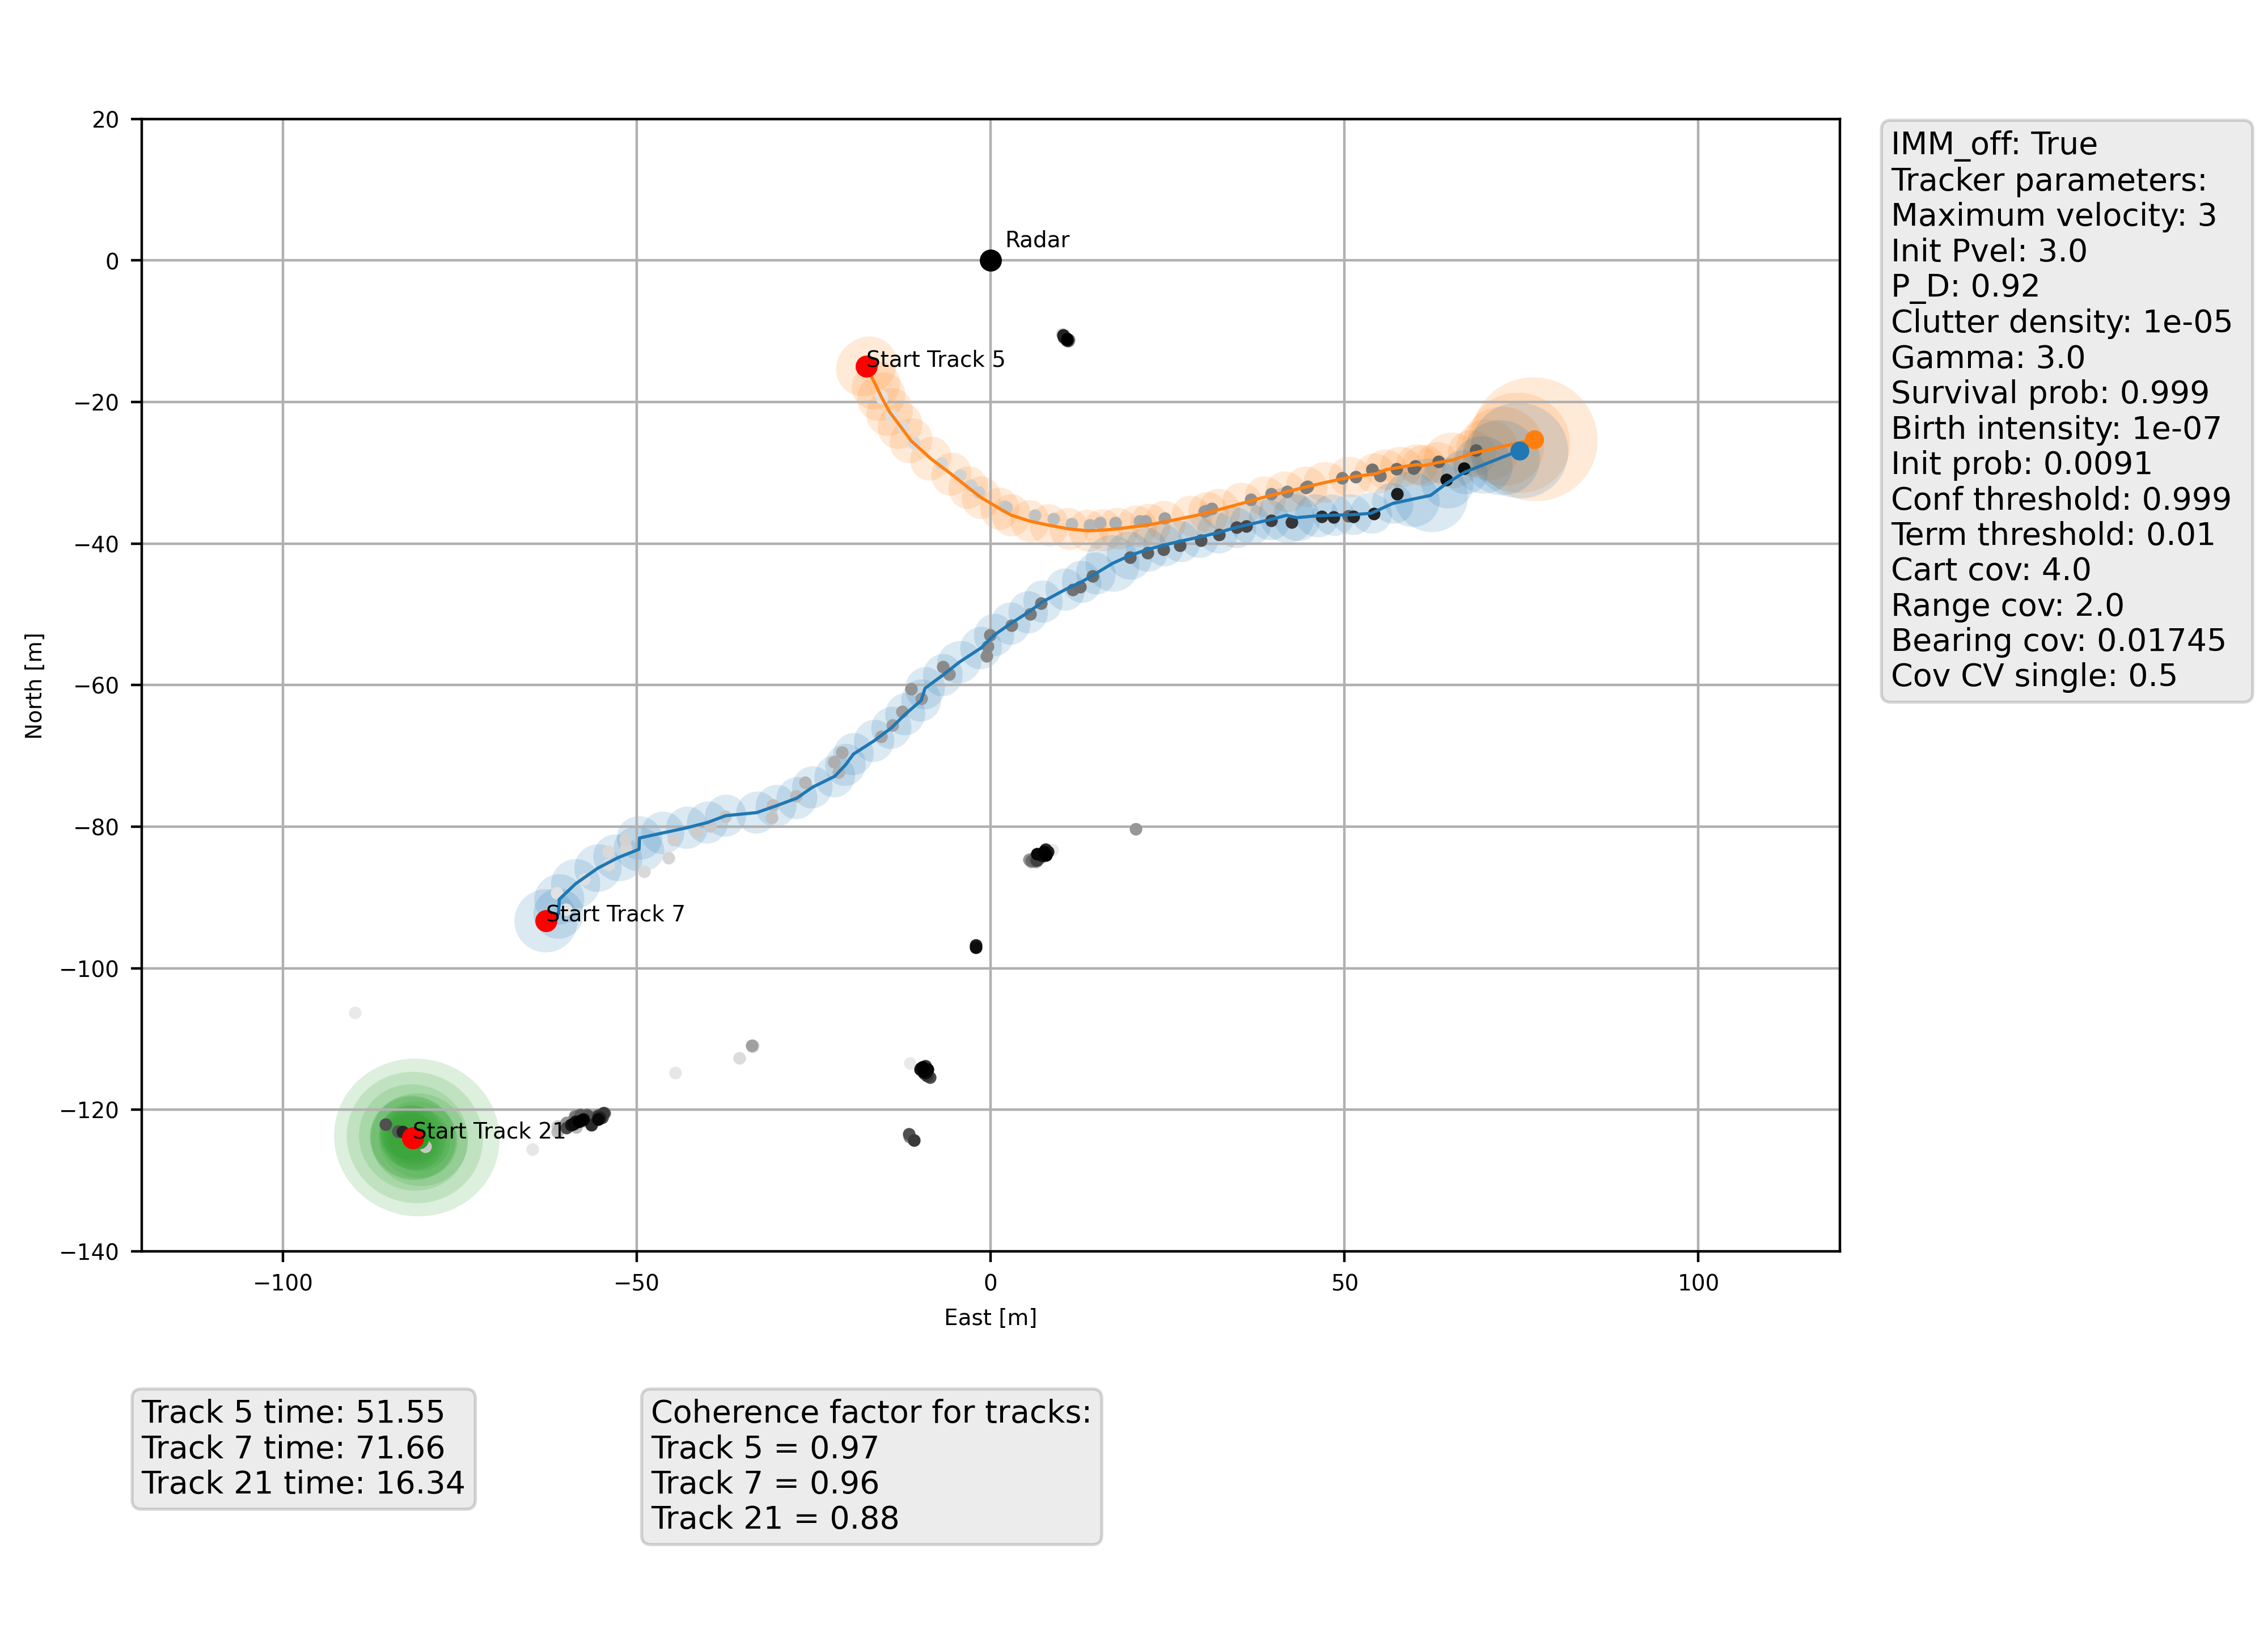 20
0
−20
−40
−60
−80
−100
−120
−140
North [m]
−100
−50
0
50
100
East [m]
Radar
Start Track 5
Start Track 7
Start Track 21
IMM_off: True
Tracker parameters:
Maximum velocity: 3
Init Pvel: 3.0
P_D: 0.92
Clutter density: 1e-05
Gamma: 3.0
Survival prob: 0.999
Birth intensity: 1e-07
Init prob: 0.0091
Conf threshold: 0.999
Term threshold: 0.01
Cart cov: 4.0
Range cov: 2.0
Bearing cov: 0.01745
Cov CV single: 0.5
Track 5 time: 51.55
Track 7 time: 71.66
Track 21 time: 16.34
Coherence factor for tracks:
Track 5 = 0.97
Track 7 = 0.96
Track 21 = 0.88